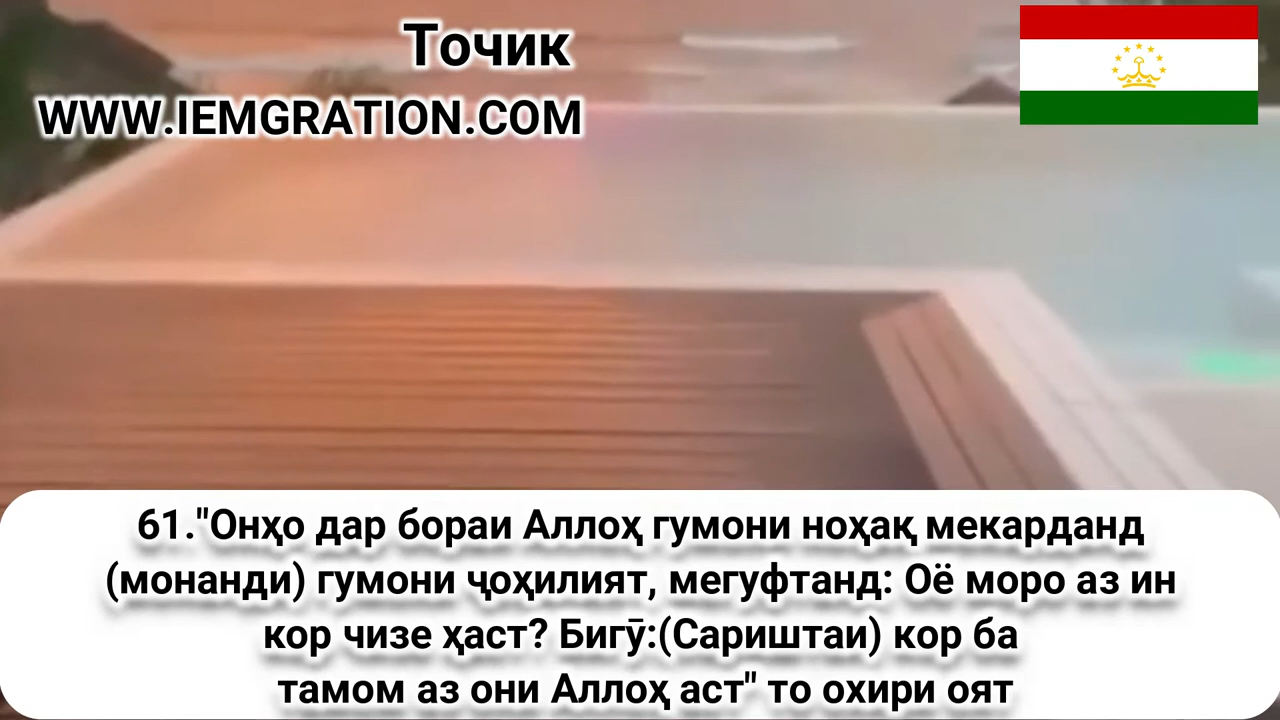 Точик
WWW.IEMGRATION.COM
61."Онҳо дар бораи Аллоҳ гумони ноҳақ мекарданд
(монанди) гумони ҷоҳилият, мегуфтанд: Оё моро аз ин
кор чизе ҳаст? Бигӯ:(Сариштаи) кор ба
тамом аз они Аллоҳ аст" то охири оят